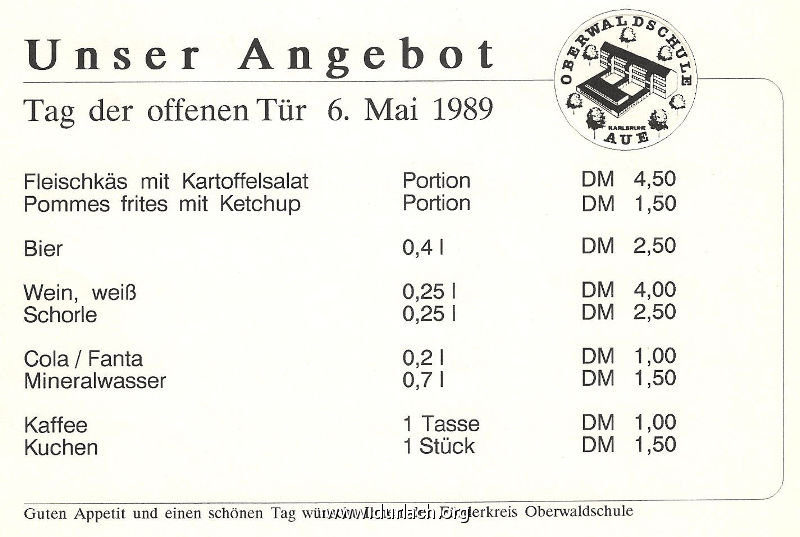 Unser Angebot
OBERWALDSCHULE
KARLSRUHE
AUE
Tag der offenen Tür 6. Mai 1989
Fleischkäs mit Kartoffelsalat Portion DM 4,50
Pommes frites mit Ketchup Portion DM 1,50
Bier 0,4 l DM 2,50
Wein, weiß 0,25 l DM 4,00
Schorle 0,25 l DM 2,50
Cola / Fanta 0,2 l DM 1,00
Mineralwasser 0,7 l DM 1,50
Kaffee 1 Tasse DM 1,00
Kuchen 1 Stück DM 1,50
Guten Appetit und einen schönen Tag Oberwaldschule
www.durlach.org